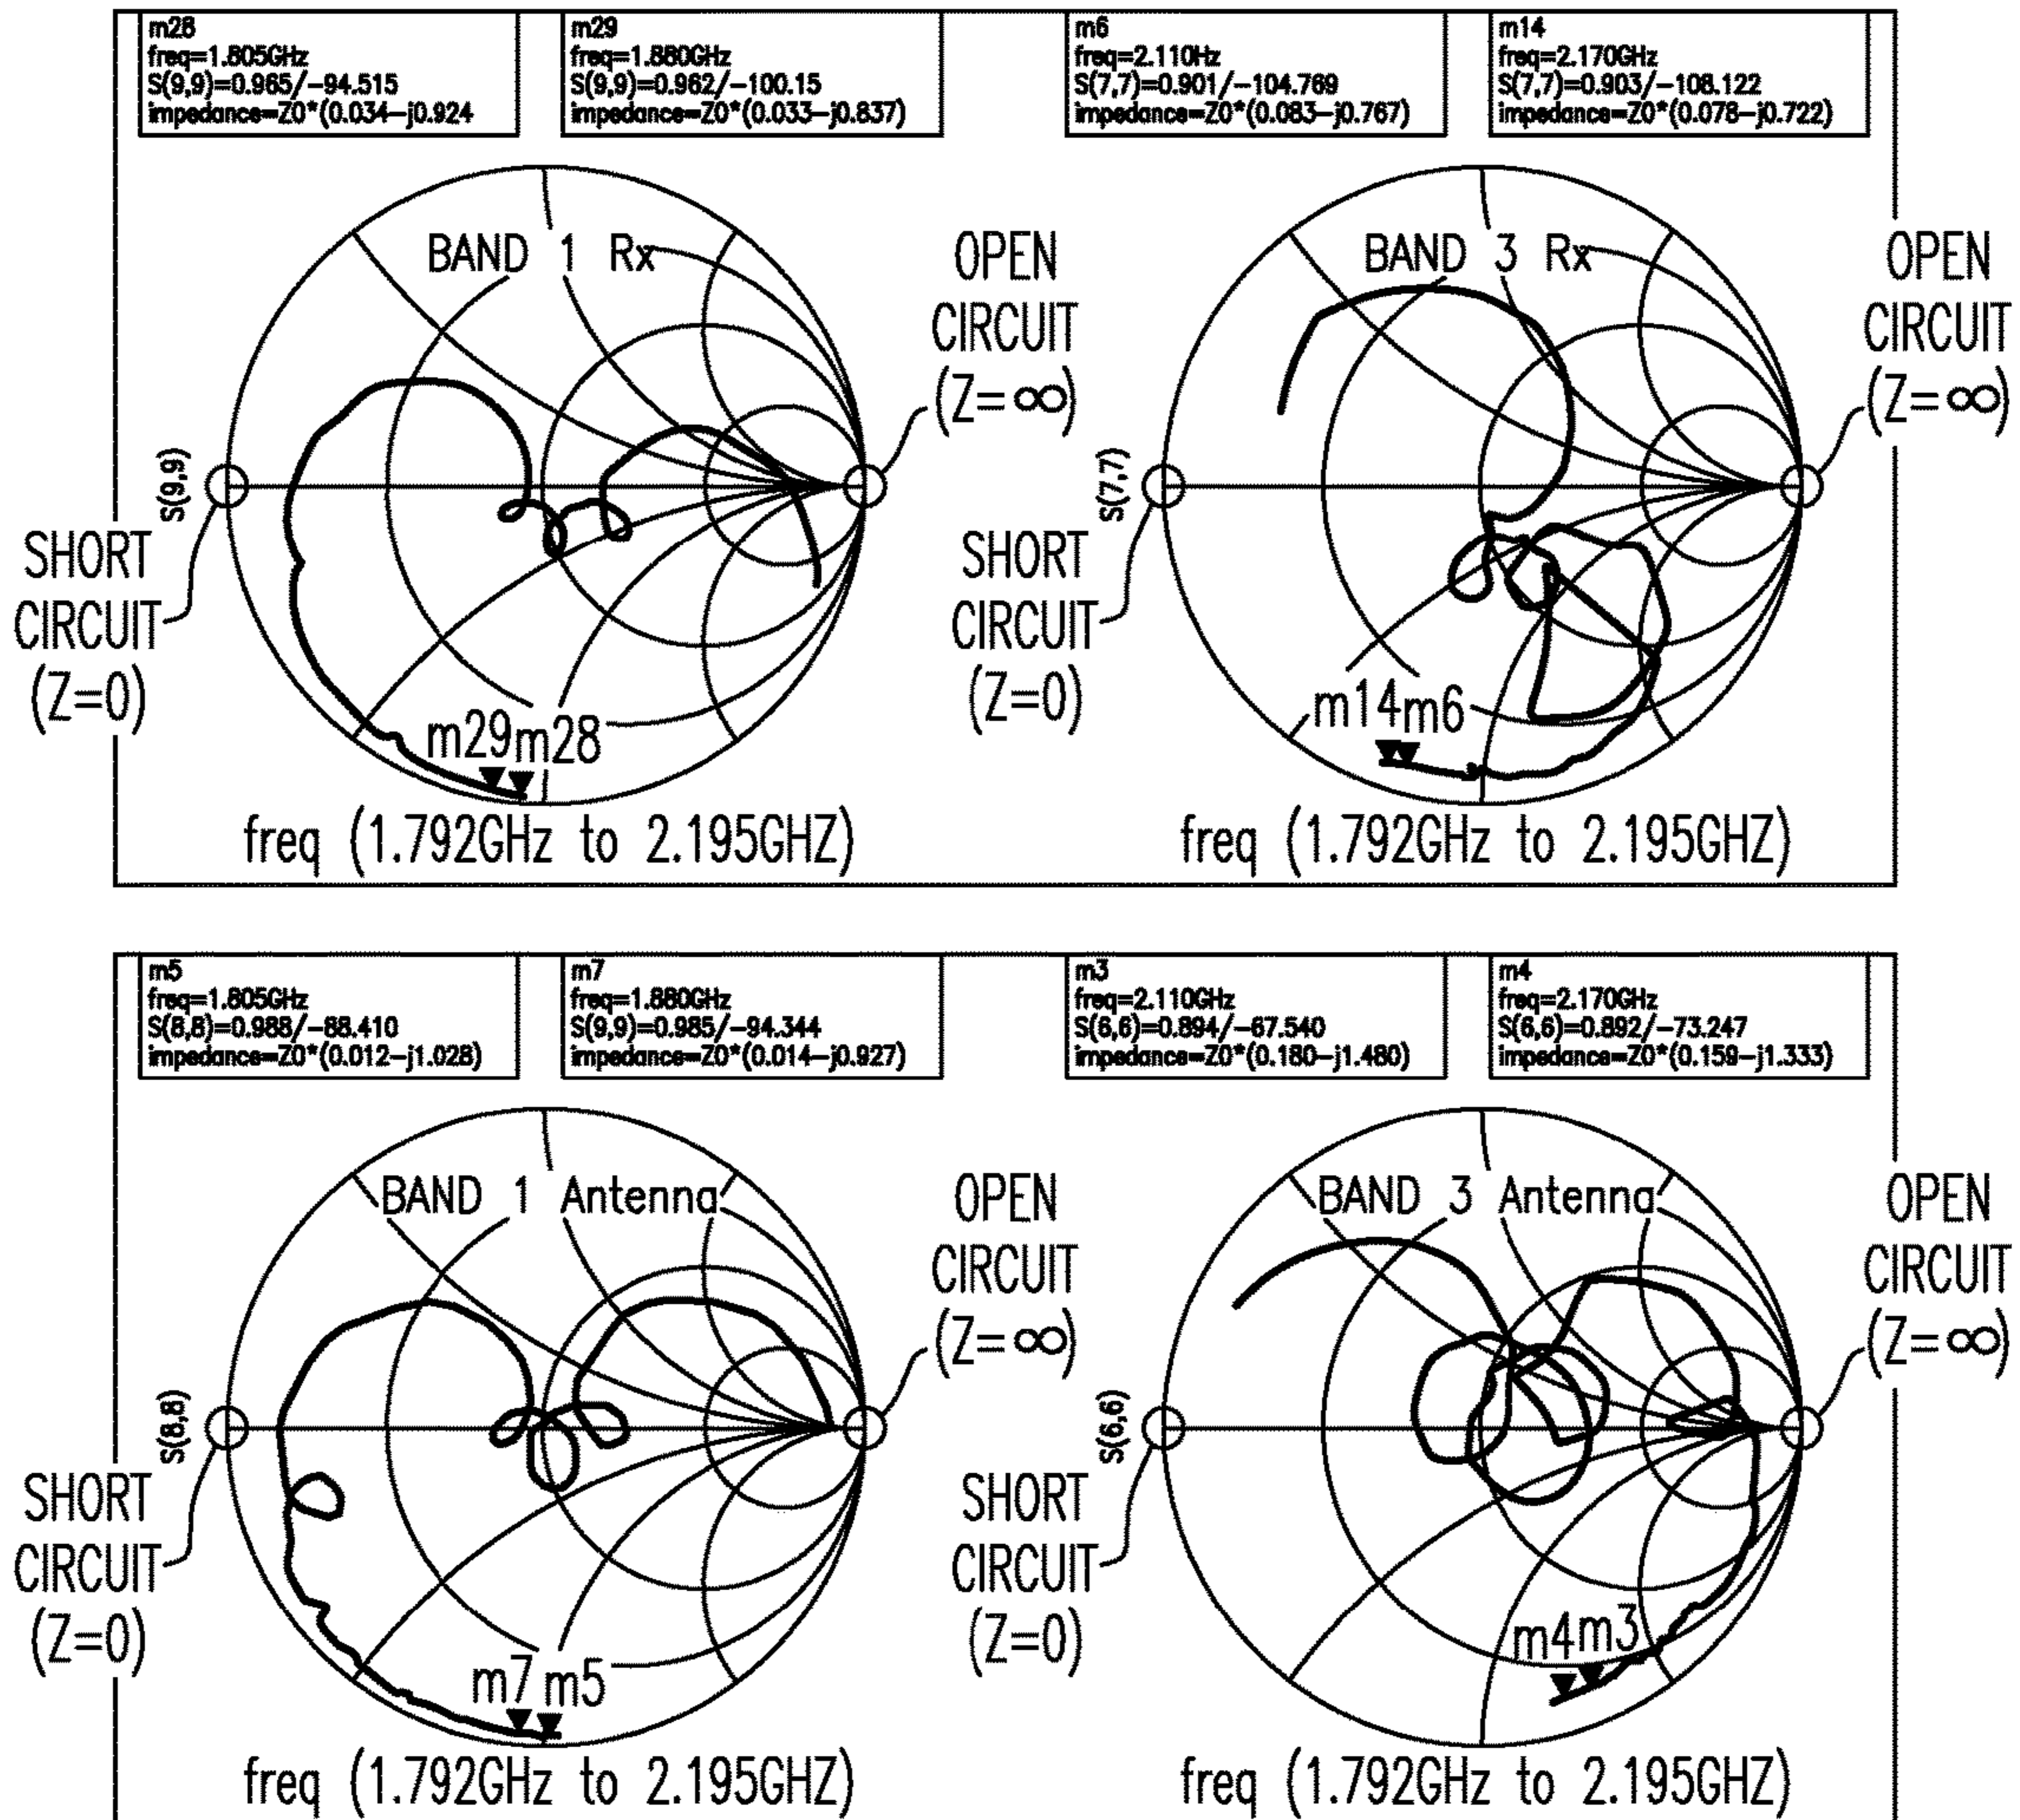 m28
freq=1.805GHz
S(9,9)=0.965/-94.515
impedance=Z0*(0.034-j0.924
m29
freq=1.880GHz
S(9,9)=0.962/-100.15
impedance=Z0*(0.033-j0.837)
m6
freq=2.110Hz
S(7,7)=0.901/-104.769
impedance=Z0*(0.083-j0.767)
m14
freq=2.170GHz
S(7,7)=0.903/-108.122
impedance=Z0*(0.078-j0.722)
BAND 1 Rx
OPEN
CIRCUIT
(Z=∞)
S(9,9)
SHORT
CIRCUIT
(Z=0)
m29 m28
freq (1.792GHz to 2.195GHZ)
BAND 3 Rx
OPEN
CIRCUIT
(Z=∞)
S(7,7)
SHORT
CIRCUIT
(Z=0)
m14 m6
freq (1.792GHz to 2.195GHZ)
m5
freq=1.805GHz
S(8,8)=0.988/-88.410
impedance=Z0*(0.012-j1.028)
m7
freq=1.880GHz
S(9,9)=0.985/-94.344
impedance=Z0*(0.014-j0.927)
m3
freq=2.110GHz
S(6,6)=0.894/-67.540
impedance=Z0*(0.180-j1.480)
m4
freq=2.170GHz
S(6,6)=0.892/-73.247
impedance=Z0*(0.159-j1.333)
BAND 1 Antenna
OPEN
CIRCUIT
(Z=∞)
S(8,8)
SHORT
CIRCUIT
(Z=0)
m7 m5
freq (1.792GHz to 2.195GHZ)
BAND 3 Antenna
OPEN
CIRCUIT
(Z=∞)
S(6,6)
SHORT
CIRCUIT
(Z=0)
m4 m3
freq (1.792GHz to 2.195GHZ)